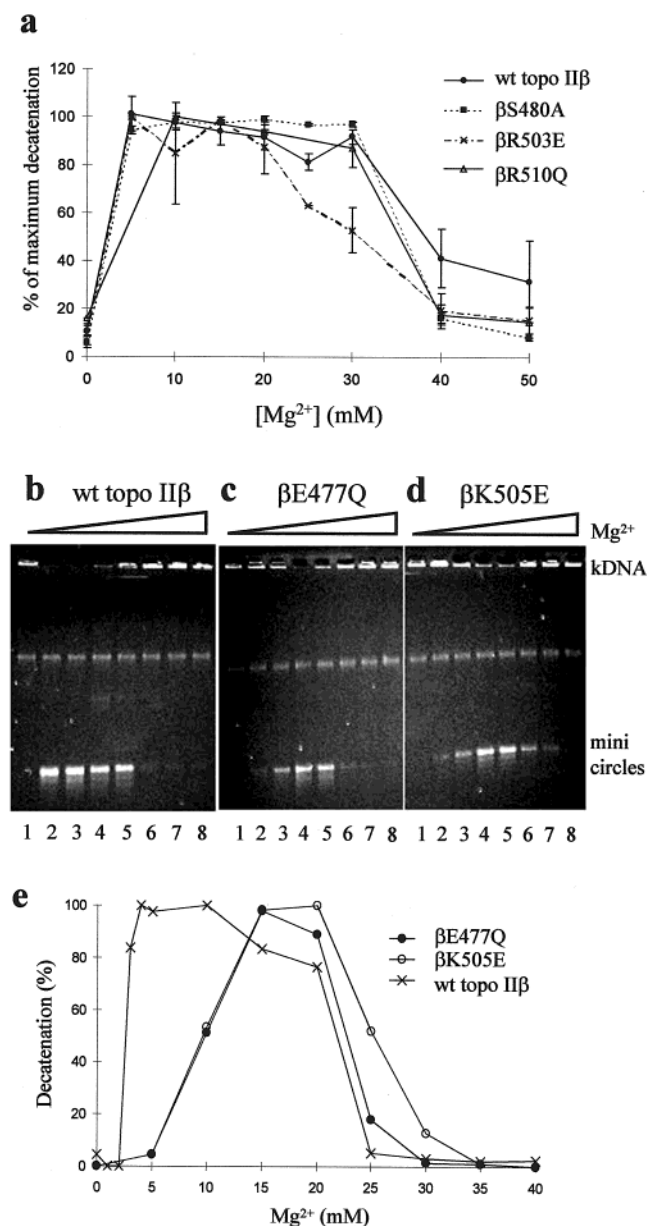 a
120
100
80
60
40
20
0
% of maximum decatenation
0 10 20 30 40 50
[Mg²⁺] (mM)
wt topo IIβ
βS480A
βR503E
βR510Q
b wt topo IIβ c βE477Q d βK505E
Mg²⁺
kDNA
mini
circles
1 2 3 4 5 6 7 8 1 2 3 4 5 6 7 8 1 2 3 4 5 6 7 8
e
100
80
60
40
20
0
Decatenation (%)
0 5 10 15 20 25 30 35 40
Mg²⁺ (mM)
βE477Q
βK505E
wt topo IIβ